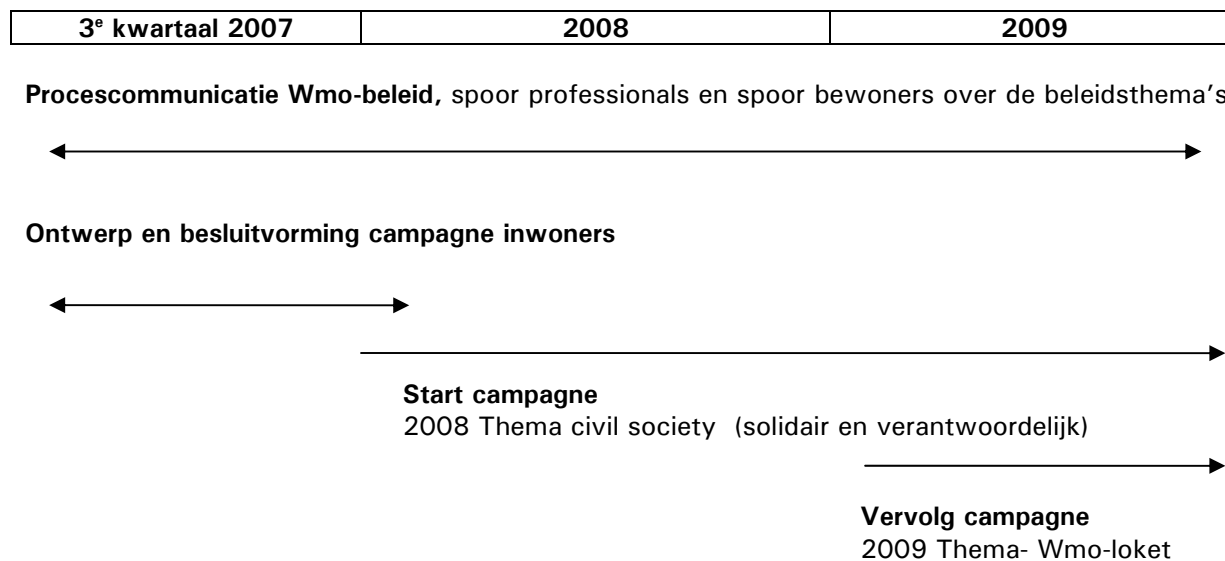 3e kwartaal 2007 2008 2009
Procescommunicatie Wmo-beleid, spoor professionals en spoor bewoners over de beleidsthema's
Ontwerp en besluitvorming campagne inwoners
Start campagne
2008 Thema civil society (solidair en verantwoordelijk)
Vervolg campagne
2009 Thema- Wmo-loket